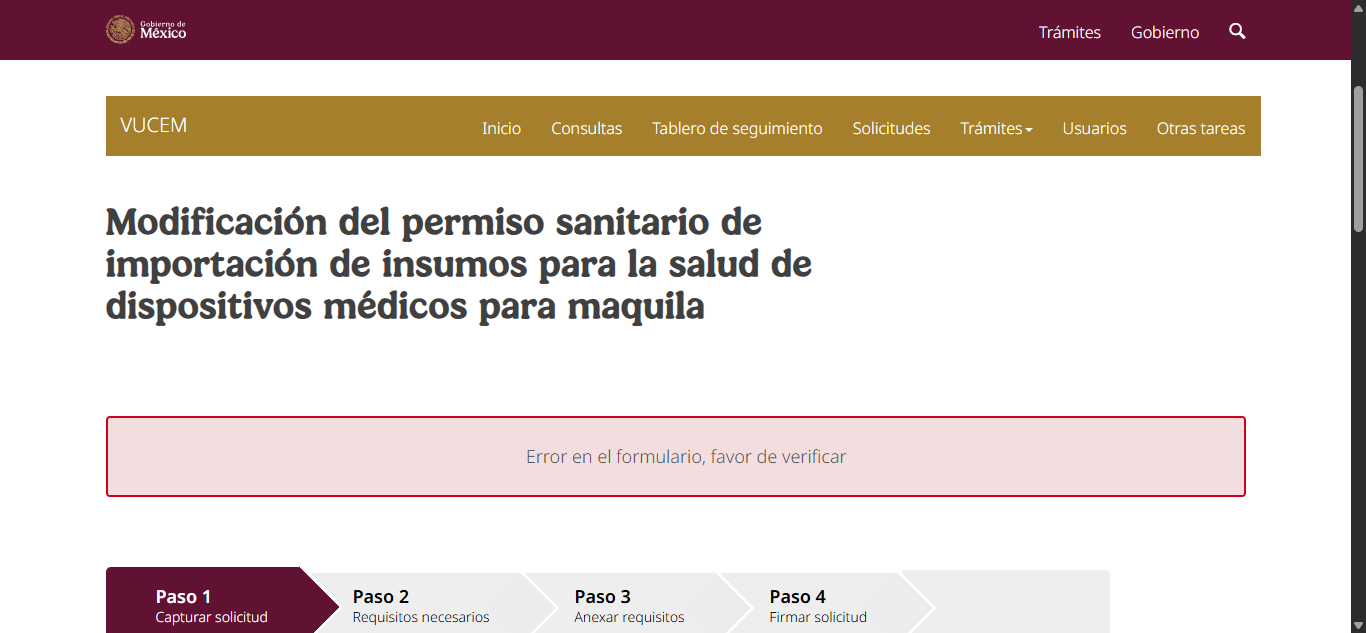 Gobierno de
México
Trámites Gobierno
VUCEM
Inicio Consultas Tablero de seguimiento Solicitudes Trámites Usuarios Otras tareas
Modificación del permiso sanitario de
importación de insumos para la salud de
dispositivos médicos para maquila
Error en el formulario, favor de verificar
Paso 1
Capturar solicitud
Paso 2
Requisitos necesarios
Paso 3
Anexar requisitos
Paso 4
Firmar solicitud